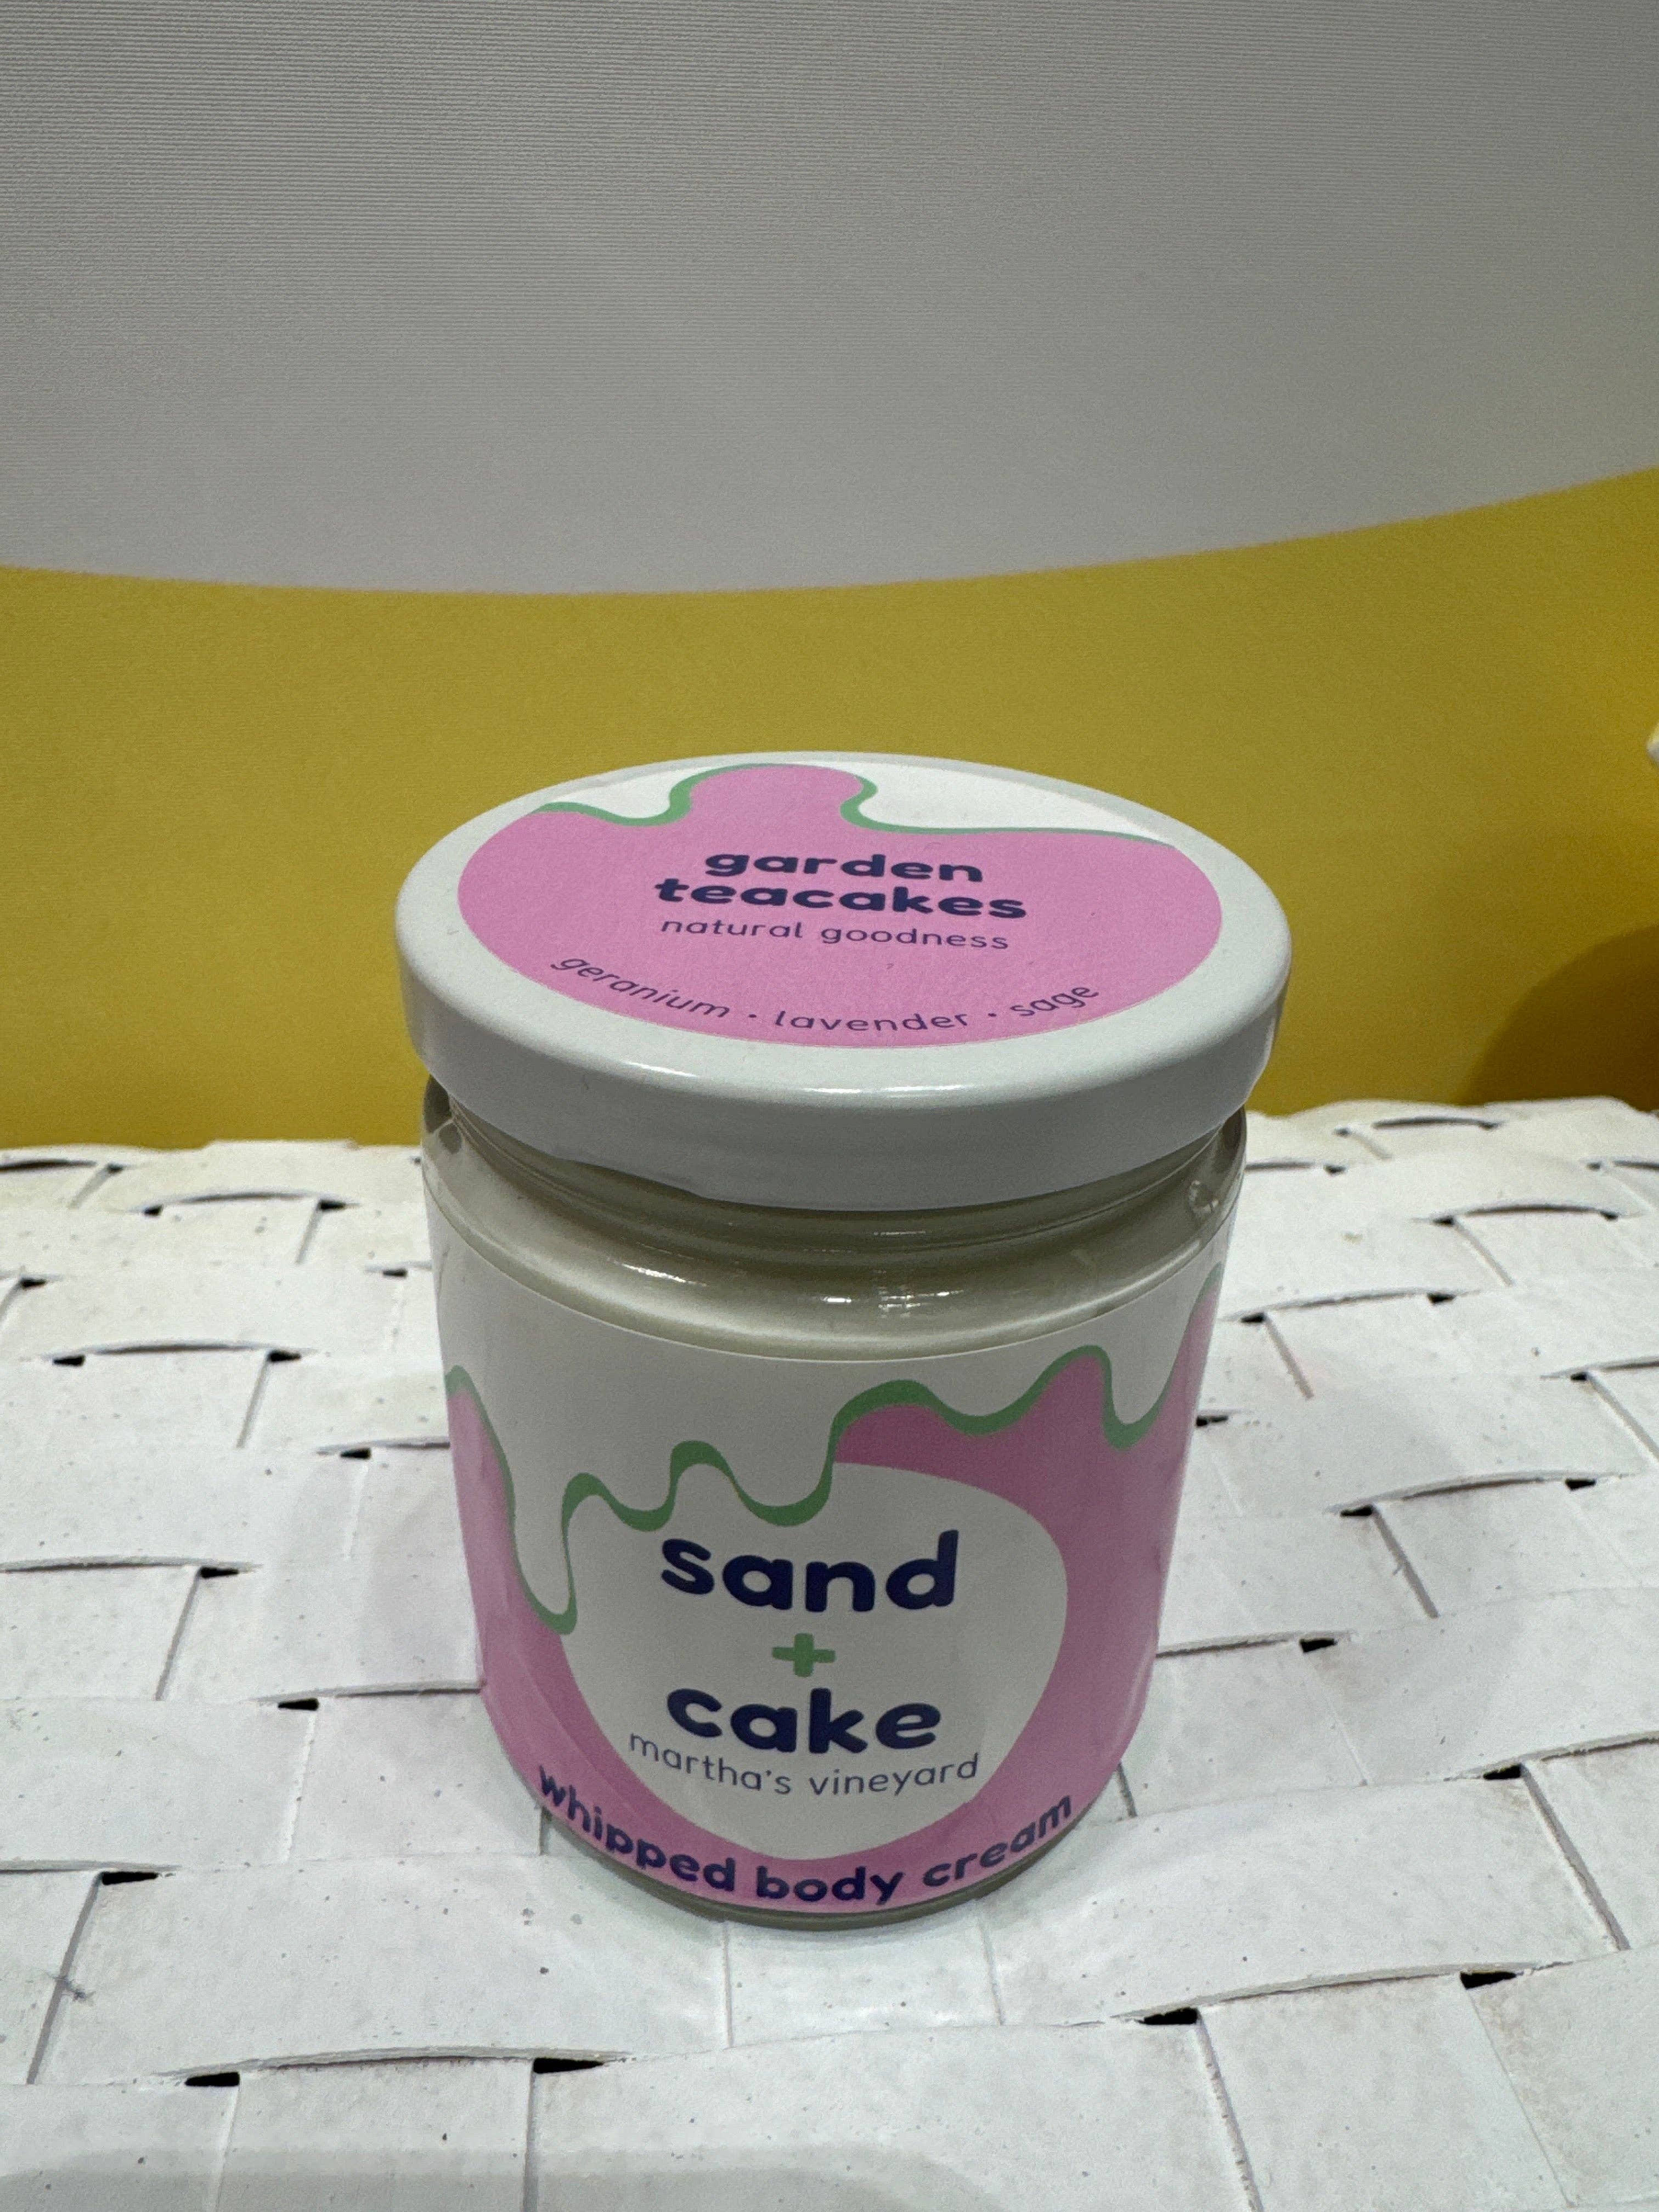 garden
teacakes
natural goodness
geranium • lavender • sage
sand
+
cake
martha's vineyard
whipped body cream